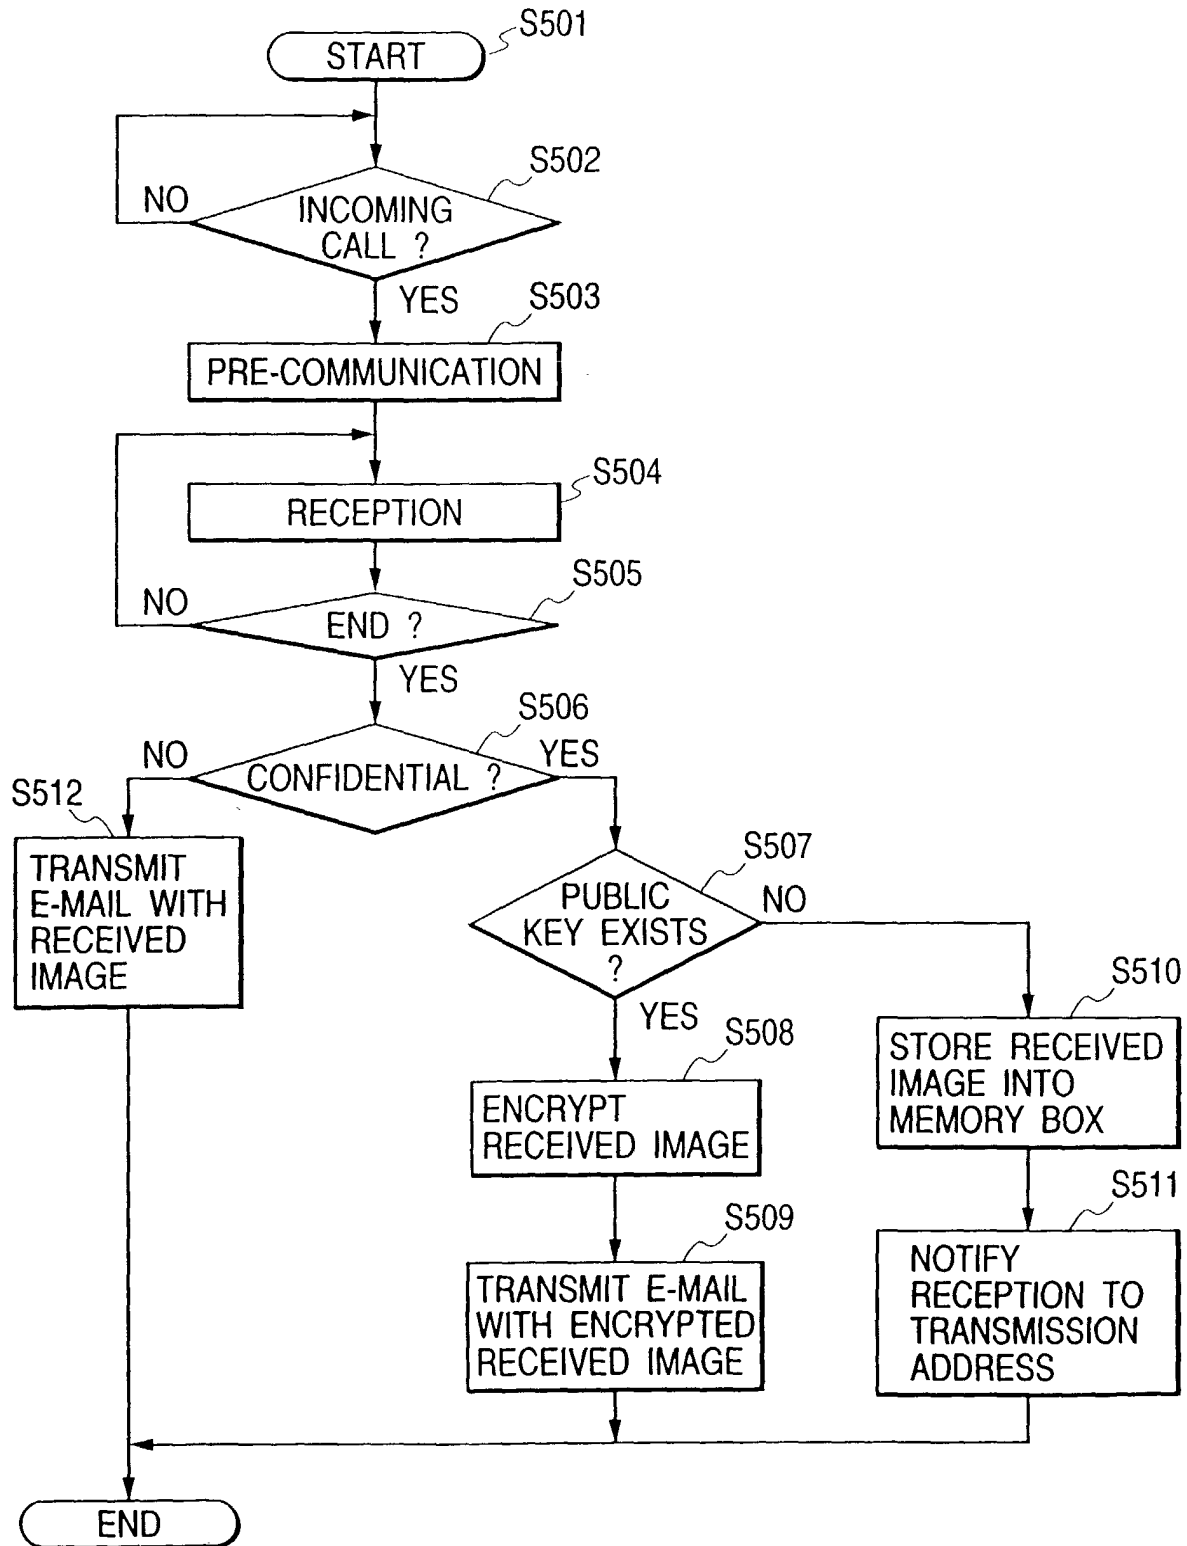 START
S501
S502
NO
INCOMING
CALL ?
YES
S503
PRE-COMMUNICATION
S504
RECEPTION
S505
NO
END ?
YES
S506
NO
YES
CONFIDENTIAL ?
S512
TRANSMIT
E-MAIL WITH
RECEIVED
IMAGE
S507
PUBLIC
KEY EXISTS
?
NO
YES
S508
ENCRYPT
RECEIVED IMAGE
S509
TRANSMIT E-MAIL
WITH ENCRYPTED
RECEIVED IMAGE
S510
STORE RECEIVED
IMAGE INTO
MEMORY BOX
S511
NOTIFY
RECEPTION TO
TRANSMISSION
ADDRESS
END